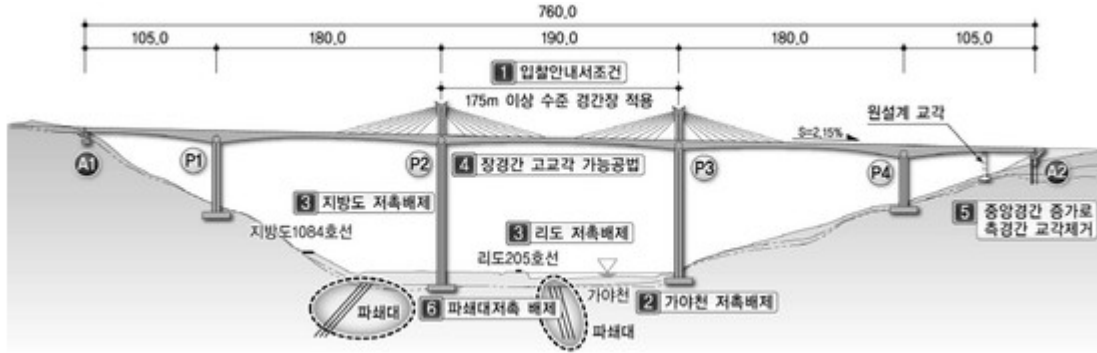 760.0
105.0
180.0
190.0
180.0
105.0
1 입찰안내서조건
175m 이상 수준 경간장 적용
S=2.15%
원설계 교각
A1
P1
P2
4 장경간 고교각 가능공법
P3
P4
A2
3 지방도 저촉배제
지방도1084호선
3 리도 저촉배제
리도205호선
5 중앙경간 증가로
측경간 교각제거
가야천
파쇄대
6 파쇄대저촉 배제
파쇄대
2 가야천 저촉배제